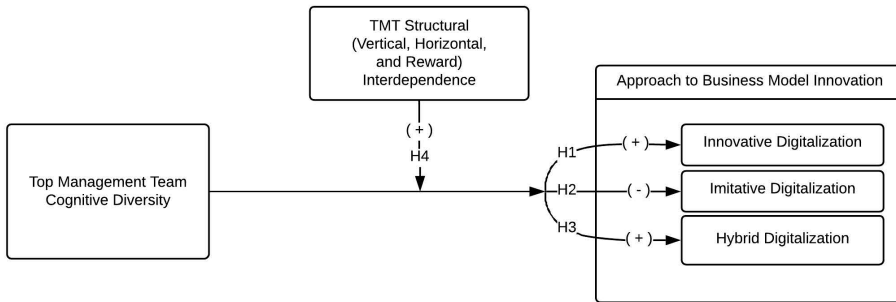 TMT Structural
(Vertical, Horizontal,
and Reward)
Interdependence
Approach to Business Model Innovation
( + )
H4
Top Management Team
Cognitive Diversity
H1
( + )
Innovative Digitalization
H2
( - )
Imitative Digitalization
H3
( + )
Hybrid Digitalization